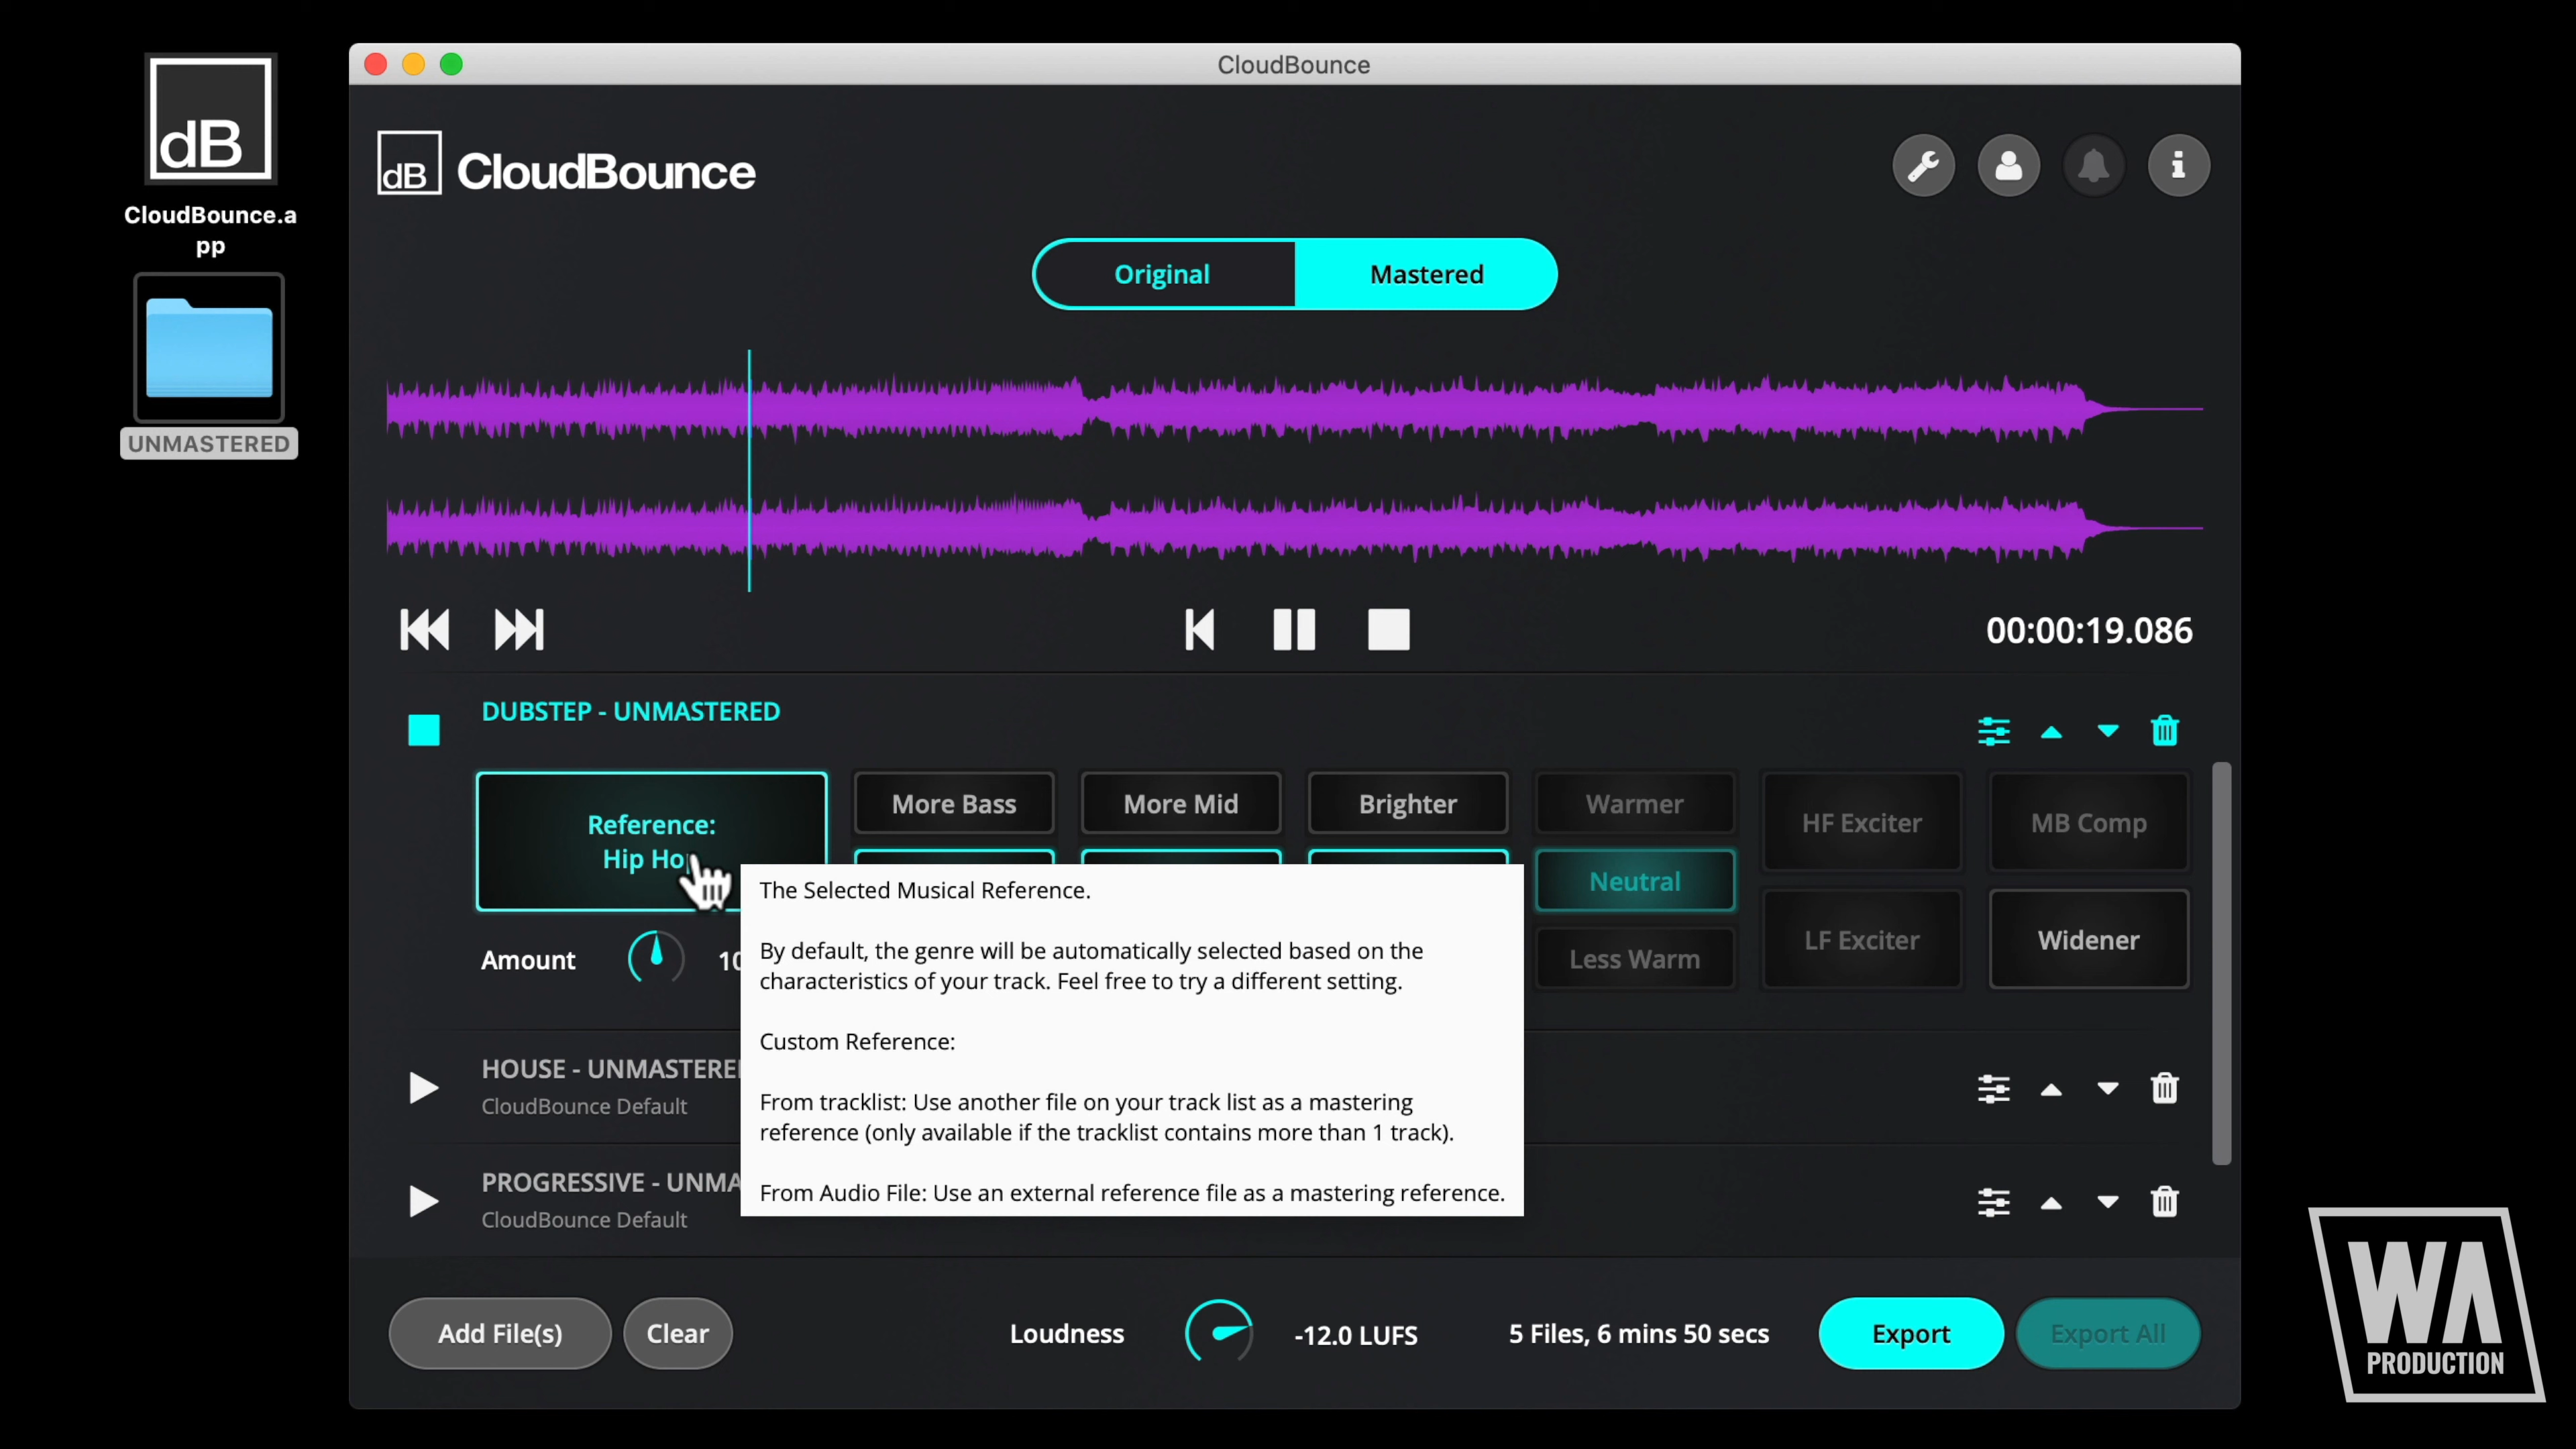 CloudBounce
dB
CloudBounce.a
pp
UNMASTERED
dB CloudBounce
i
Original
Mastered
00:00:19.086
DUBSTEP - UNMASTERED
Reference:
Hip Hop
More Bass
More Mid
Brighter
Warmer
HF Exciter
MB Comp
Neutral
Less Warm
LF Exciter
Widener
Amount
The Selected Musical Reference.
By default, the genre will be automatically selected based on the
characteristics of your track. Feel free to try a different setting.
Custom Reference:
From tracklist: Use another file on your track list as a mastering
reference (only available if the tracklist contains more than 1 track).
From Audio File: Use an external reference file as a mastering reference.
HOUSE - UNMASTERED
CloudBounce Default
PROGRESSIVE - UNMA
CloudBounce Default
Add File(s)
Clear
Loudness
-12.0 LUFS
5 Files, 6 mins 50 secs
Export
Export All
WA
PRODUCTION